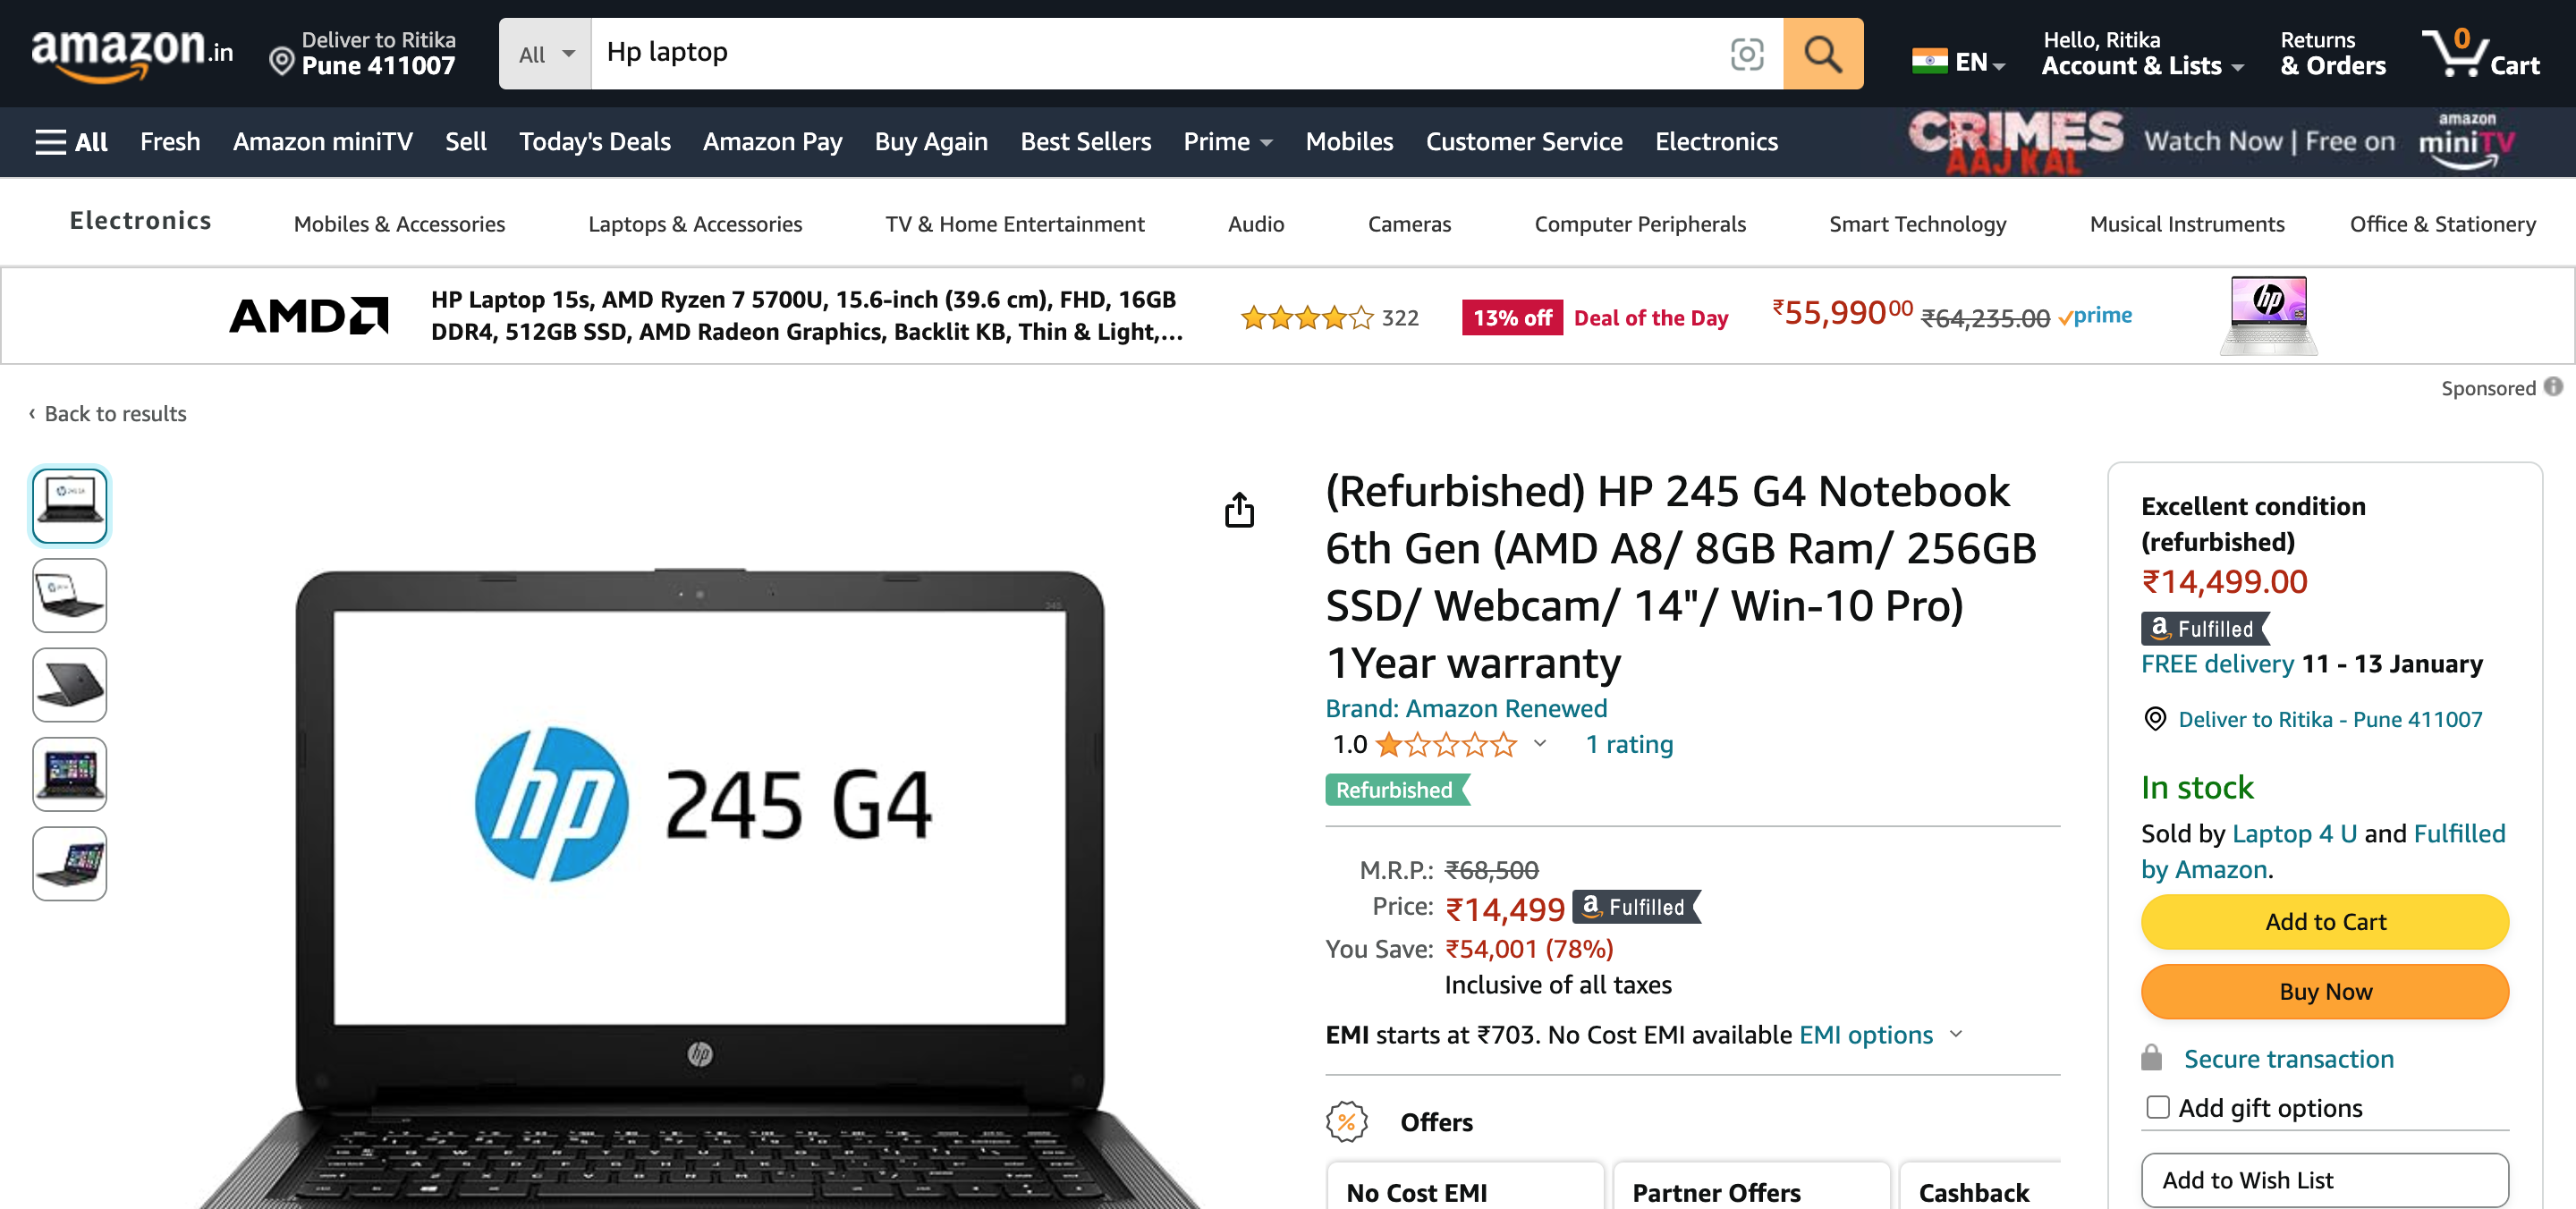 amazon.in
Deliver to Ritika
Pune 411007
All
Hp laptop
EN
Hello, Ritika
Account & Lists
Returns
& Orders
0
Cart
All
Fresh
Amazon miniTV
Sell
Today's Deals
Amazon Pay
Buy Again
Best Sellers
Prime
Mobiles
Customer Service
Electronics
CRIMES
AAJ KAL
Watch Now | Free on
amazon
miniTV
Electronics
Mobiles & Accessories
Laptops & Accessories
TV & Home Entertainment
Audio
Cameras
Computer Peripherals
Smart Technology
Musical Instruments
Office & Stationery
AMD
HP Laptop 15s, AMD Ryzen 7 5700U, 15.6-inch (39.6 cm), FHD, 16GB
DDR4, 512GB SSD, AMD Radeon Graphics, Backlit KB, Thin & Light,...
322
13% off
Deal of the Day
₹55,99000
₹64,235.00
prime
hp
Sponsored
‹ Back to results
(Refurbished) HP 245 G4 Notebook
6th Gen (AMD A8/ 8GB Ram/ 256GB
SSD/ Webcam/ 14"/ Win-10 Pro)
1Year warranty
Brand: Amazon Renewed
1.0
1 rating
Refurbished
M.R.P.: ₹68,500
Price: ₹14,499
a Fulfilled
You Save: ₹54,001 (78%)
Inclusive of all taxes
EMI starts at ₹703. No Cost EMI available EMI options
Offers
No Cost EMI
Partner Offers
Cashback
hp 245 G4
hp
Excellent condition
(refurbished)
₹14,499.00
a Fulfilled
FREE delivery 11 - 13 January
Deliver to Ritika - Pune 411007
In stock
Sold by Laptop 4 U and Fulfilled
by Amazon.
Add to Cart
Buy Now
Secure transaction
Add gift options
Add to Wish List